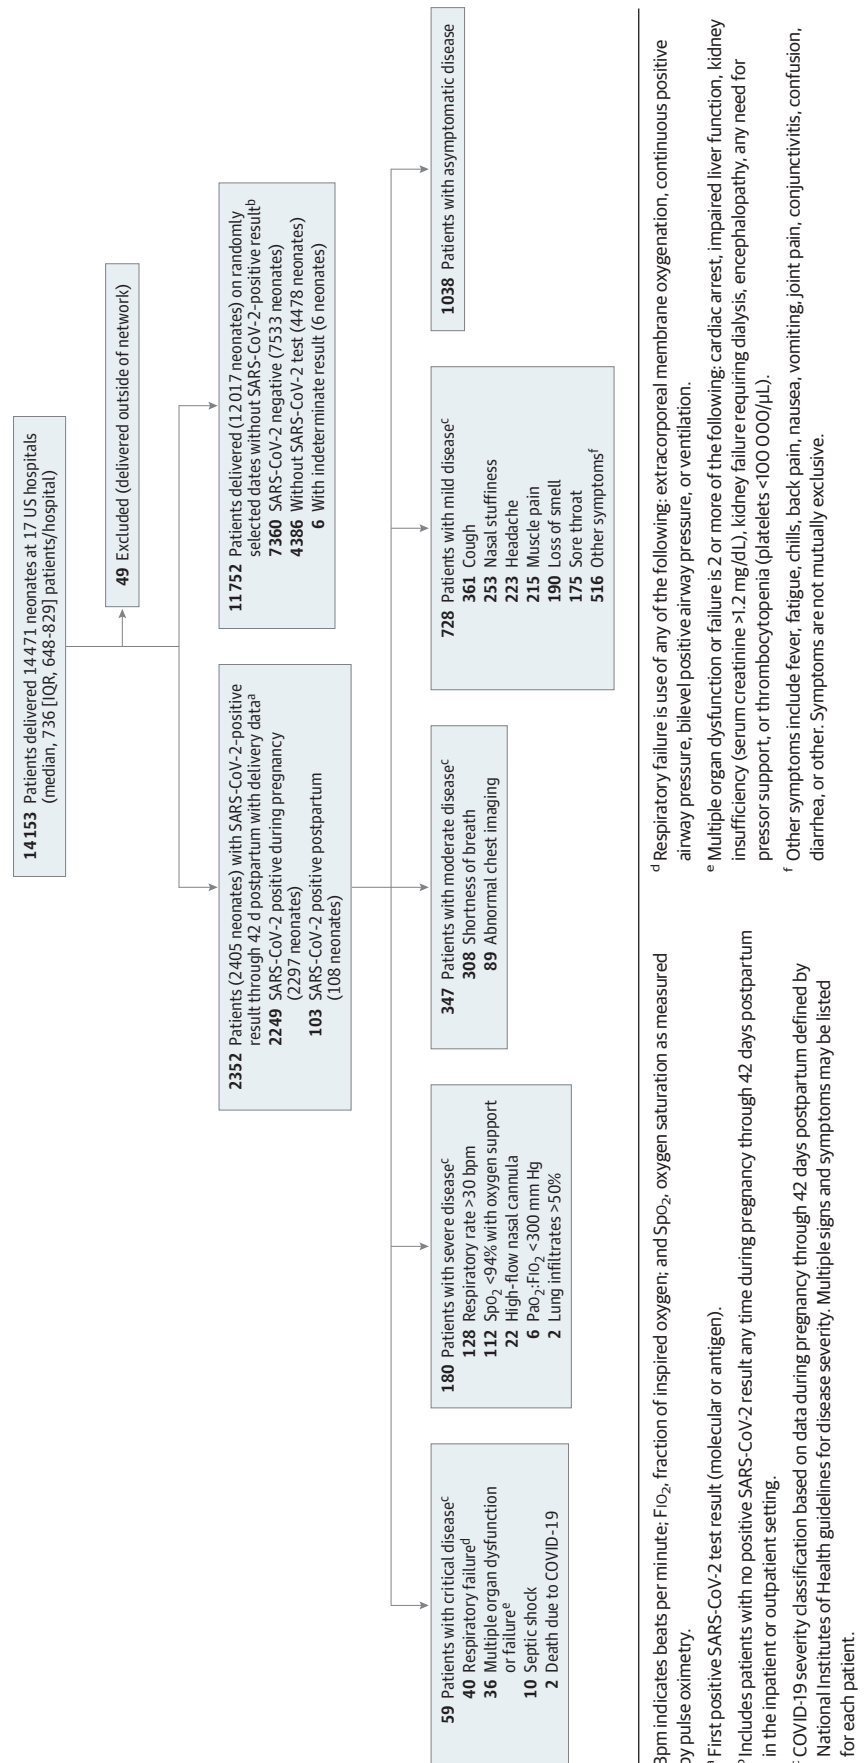 14153 Patients delivered 14471 neonates at 17 US hospitals
(median, 736 [IQR, 648-829] patients/hospital)
49 Excluded (delivered outside of network)
2352 Patients (2405 neonates) with SARS-CoV-2-positive
result through 42 d postpartum with delivery dataᵃ
2249 SARS-CoV-2 positive during pregnancy
(2297 neonates)
103 SARS-CoV-2 positive postpartum
(108 neonates)
11752 Patients delivered (12017 neonates) on randomly
selected dates without SARS-CoV-2-positive resultᵇ
7360 SARS-CoV-2 negative (7533 neonates)
4386 Without SARS-CoV-2 test (4478 neonates)
6 With indeterminate result (6 neonates)
59 Patients with critical diseaseᶜ
40 Respiratory failureᵈ
36 Multiple organ dysfunction
or failureᵉ
10 Septic shock
2 Death due to COVID-19
180 Patients with severe diseaseᶜ
128 Respiratory rate >30 bpm
112 SpO₂ <94% with oxygen support
22 High-flow nasal cannula
6 PaO₂:FIO₂ <300 mm Hg
2 Lung infiltrates >50%
347 Patients with moderate diseaseᶜ
308 Shortness of breath
89 Abnormal chest imaging
728 Patients with mild diseaseᶜ
361 Cough
253 Nasal stuffiness
223 Headache
215 Muscle pain
190 Loss of smell
175 Sore throat
516 Other symptomsᶠ
1038 Patients with asymptomatic disease
Bpm indicates beats per minute; FIO₂, fraction of inspired oxygen; and SpO₂, oxygen saturation as measured
by pulse oximetry.
ᵃ First positive SARS-CoV-2 test result (molecular or antigen).
ᵇ Includes patients with no positive SARS-CoV-2 result any time during pregnancy through 42 days postpartum
in the inpatient or outpatient setting.
ᶜ COVID-19 severity classification based on data during pregnancy through 42 days postpartum defined by
National Institutes of Health guidelines for disease severity. Multiple signs and symptoms may be listed
for each patient.
ᵈ Respiratory failure is use of any of the following: extracorporeal membrane oxygenation, continuous positive
airway pressure, bilevel positive airway pressure, or ventilation.
ᵉ Multiple organ dysfunction or failure is 2 or more of the following: cardiac arrest, impaired liver function, kidney
insufficiency (serum creatinine >1.2 mg/dL), kidney failure requiring dialysis, encephalopathy, any need for
pressor support, or thrombocytopenia (platelets <100 000/μL).
ᶠ Other symptoms include fever, fatigue, chills, back pain, nausea, vomiting, joint pain, conjunctivitis, confusion,
diarrhea, or other. Symptoms are not mutually exclusive.